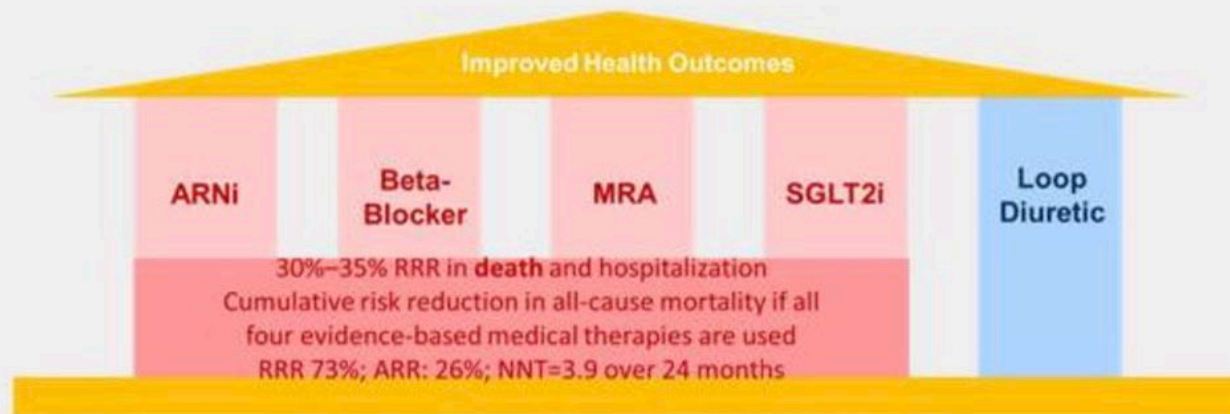 Improved Health Outcomes
ARNi
Beta-
Blocker
MRA
SGLT2i
Loop
Diuretic
30%–35% RRR in death and hospitalization
Cumulative risk reduction in all-cause mortality if all
four evidence-based medical therapies are used
RRR 73%; ARR: 26%; NNT=3.9 over 24 months